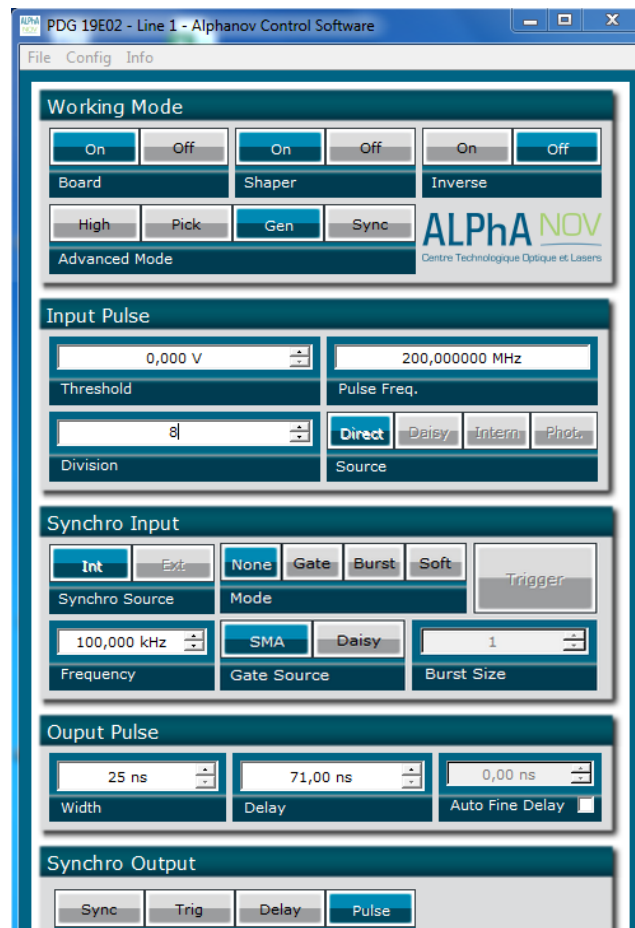 PDG 19E02 - Line 1 - Alphanov Control Software
File Config Info
Working Mode
On Off On Off On Off
Board Shaper Inverse
High Pick Gen Sync ALPhA NOV
Advanced Mode Centre Technologique Optique et Lasers
Input Pulse
0,000 V 200,000000 MHz
Threshold Pulse Freq.
8 Direct Daisy Intern Phot.
Division Source
Synchro Input
Int Ext None Gate Burst Soft Trigger
Synchro Source Mode
100,000 kHz SMA Daisy 1
Frequency Gate Source Burst Size
Ouput Pulse
25 ns 71,00 ns 0,00 ns
Width Delay Auto Fine Delay
Synchro Output
Sync Trig Delay Pulse